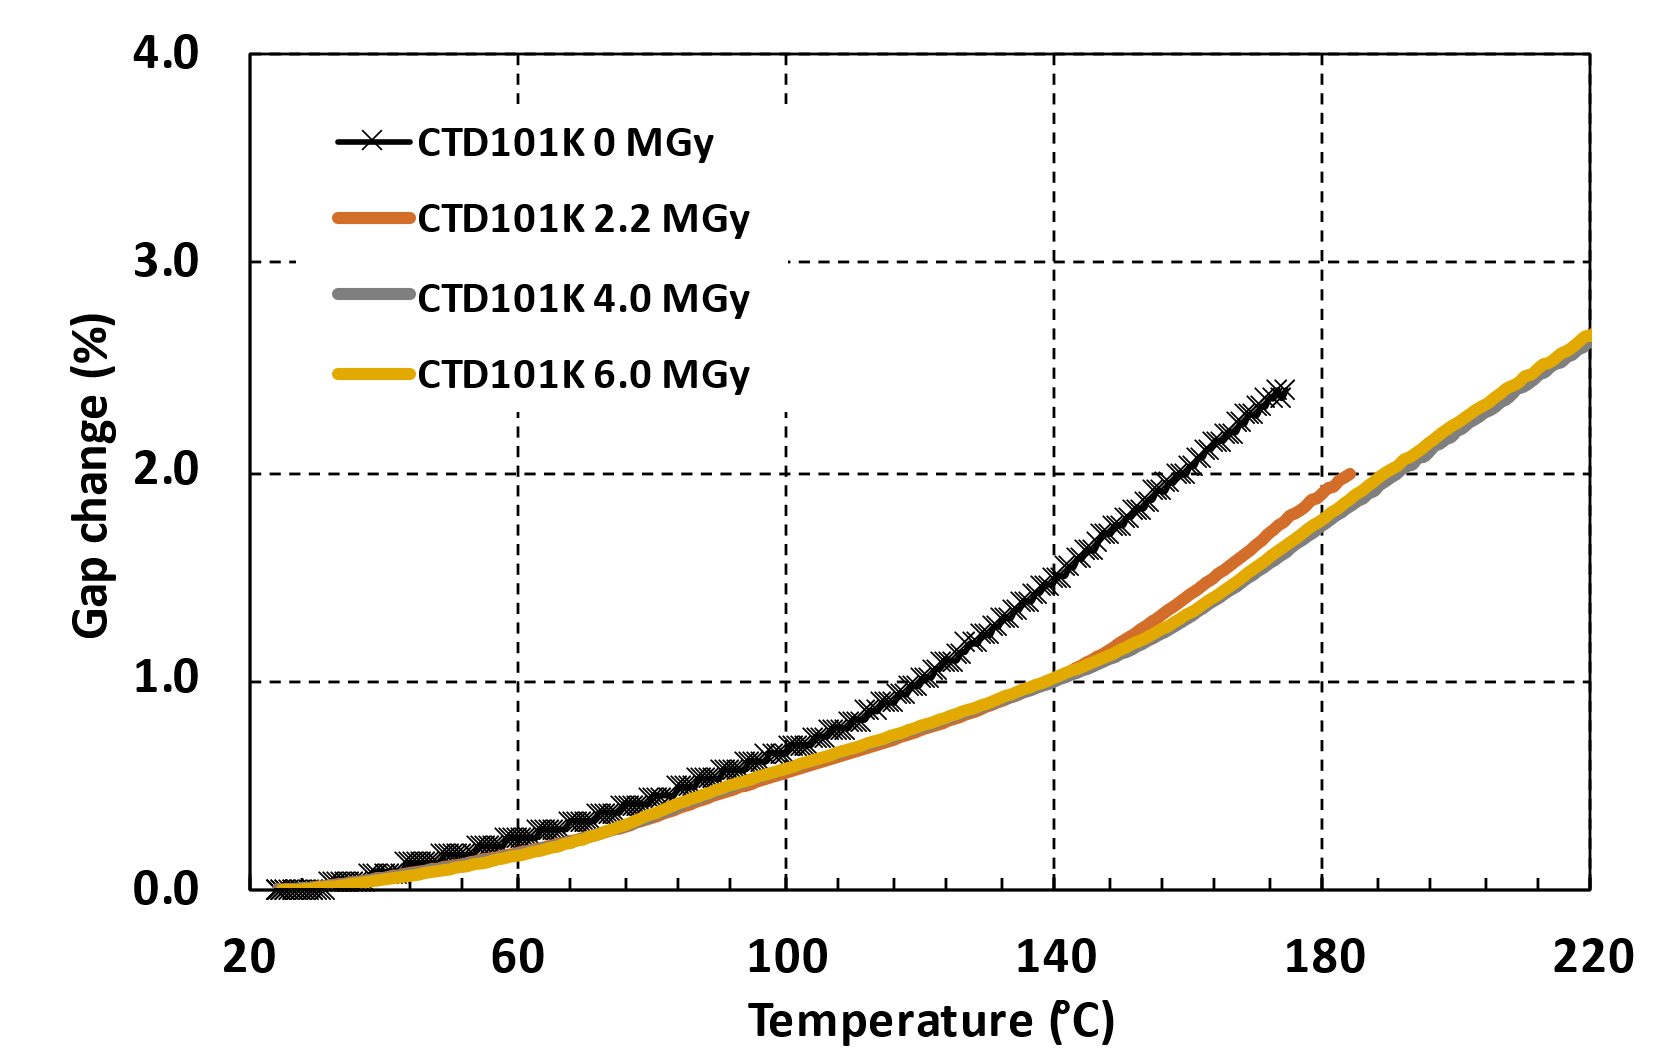 4.0
3.0
2.0
1.0
0.0
Gap change (%)
CTD101K 0 MGy
CTD101K 2.2 MGy
CTD101K 4.0 MGy
CTD101K 6.0 MGy
20 60 100 140 180 220
Temperature (°C)